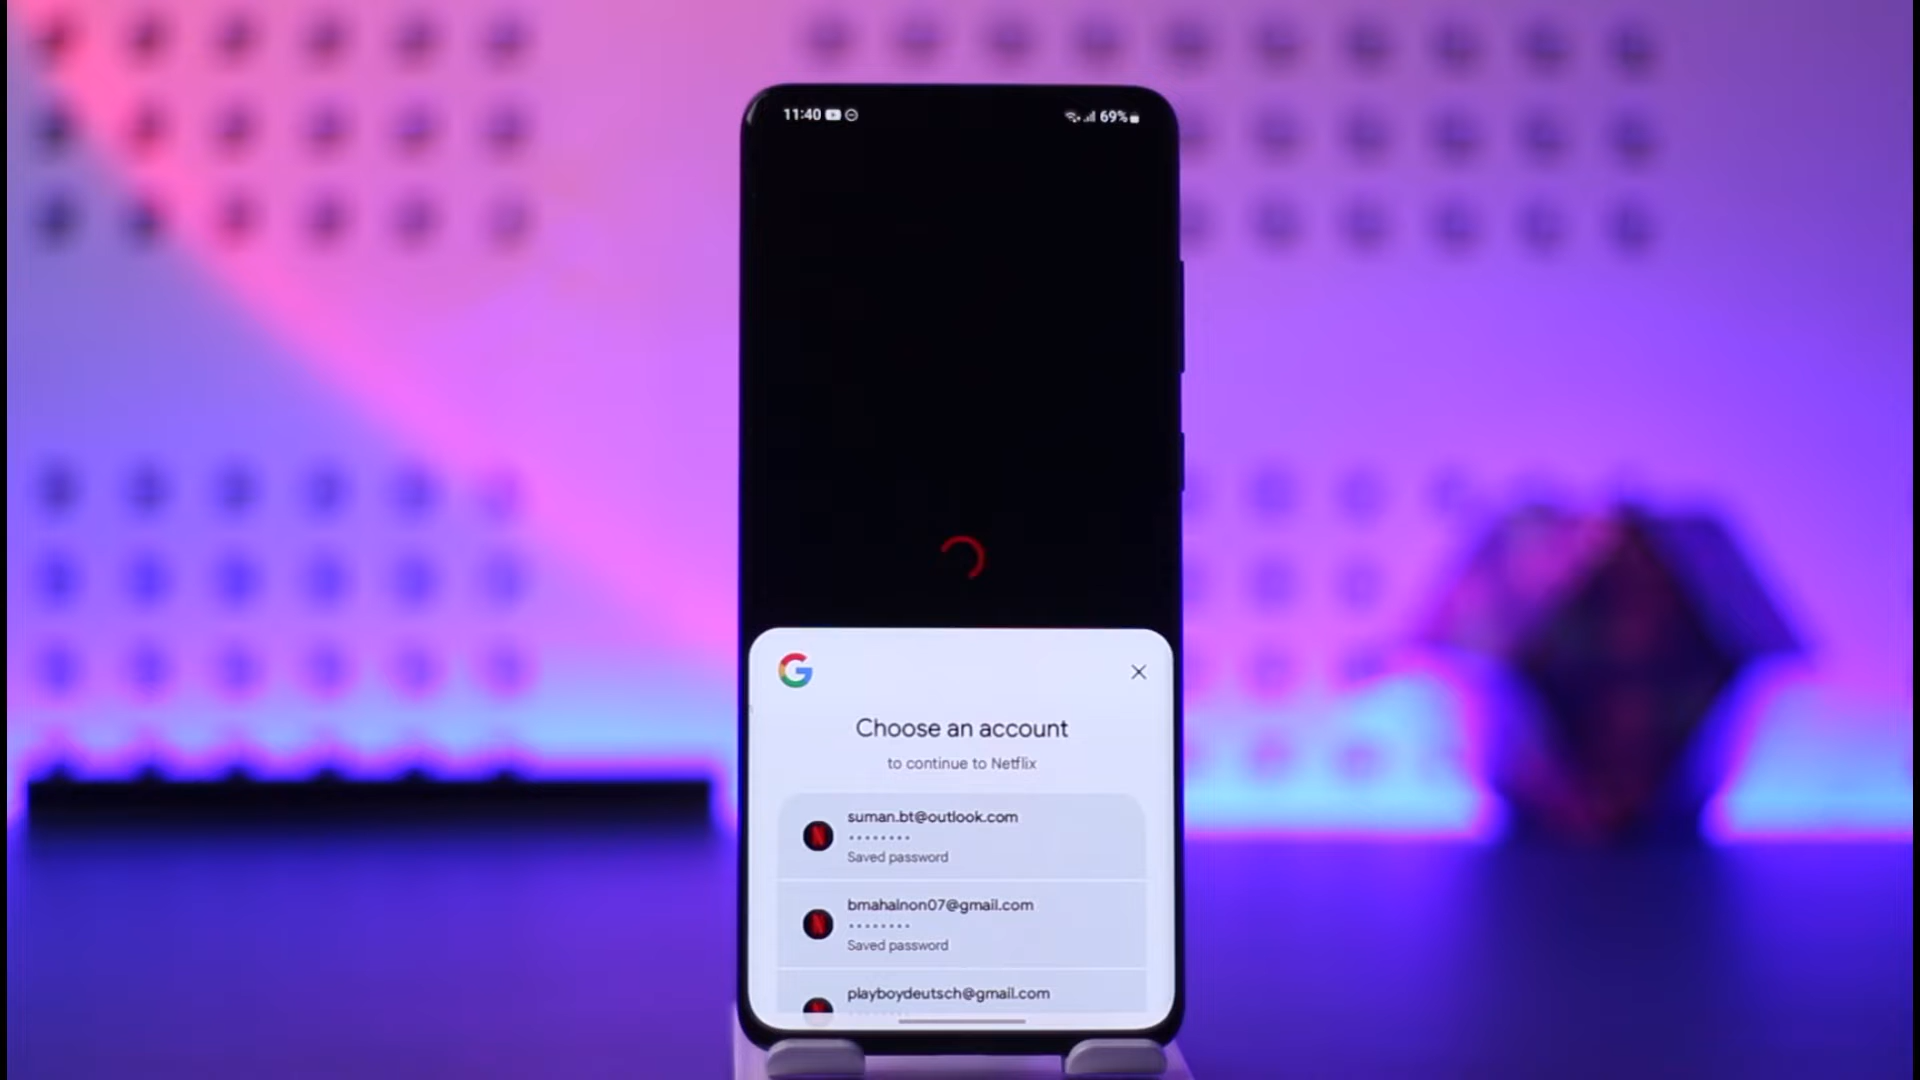 11:40
69%
Choose an account
to continue to Netflix
suman.bt@outlook.com
••••••••
Saved password
bmahalnon07@gmail.com
••••••••
Saved password
playboydeutsch@gmail.com